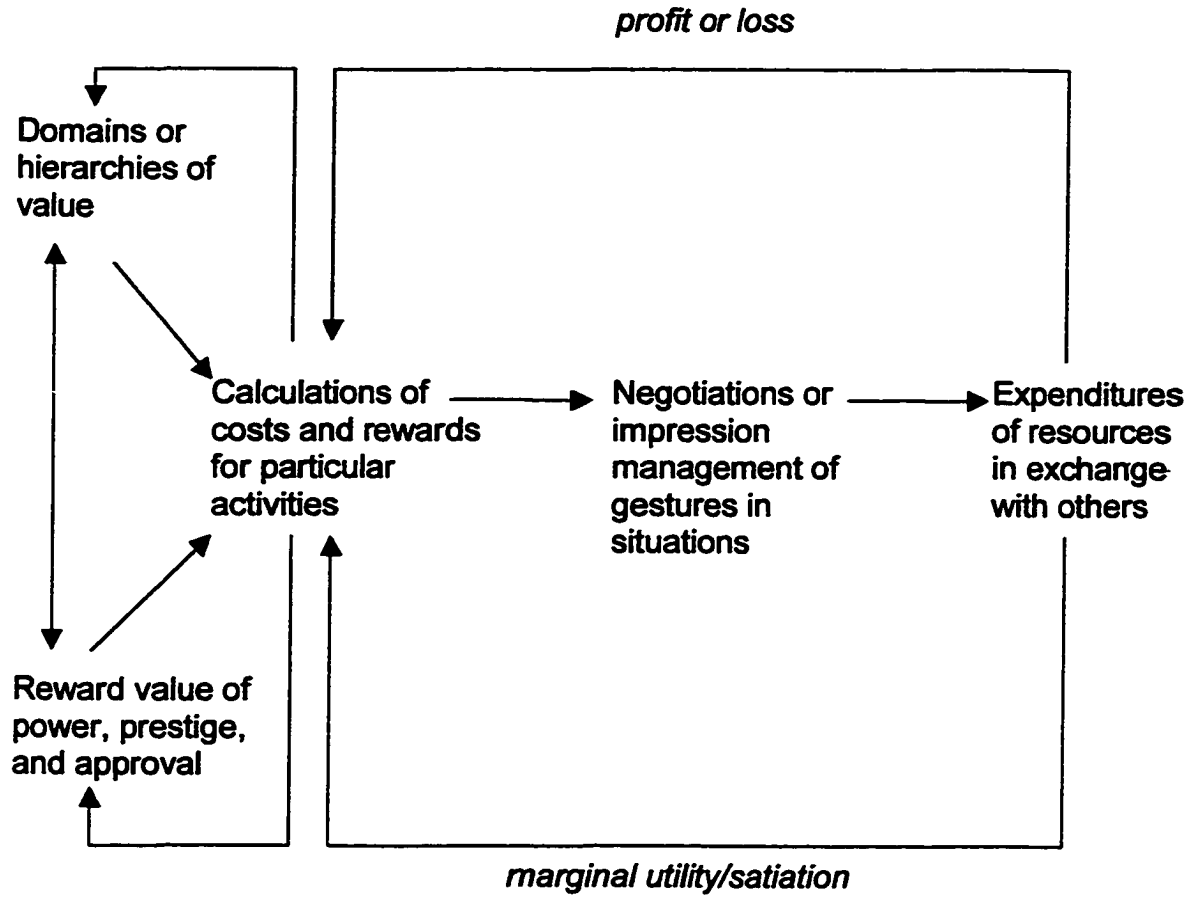 profit or loss
Domains or
hierarchies of
value
Calculations of
costs and rewards
for particular
activities
Negotiations or
impression
management of
gestures in
situations
Expenditures
of resources
in exchange
with others
Reward value of
power, prestige,
and approval
marginal utility/satiation